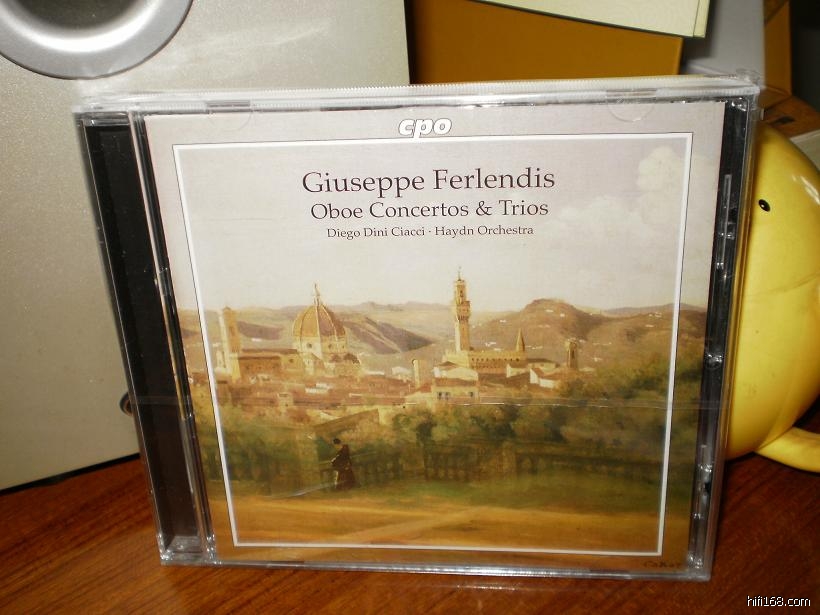 cpo
Giuseppe Ferlendis
Oboe Concertos & Trios
Diego Dini Ciacci · Haydn Orchestra
hifi168.com